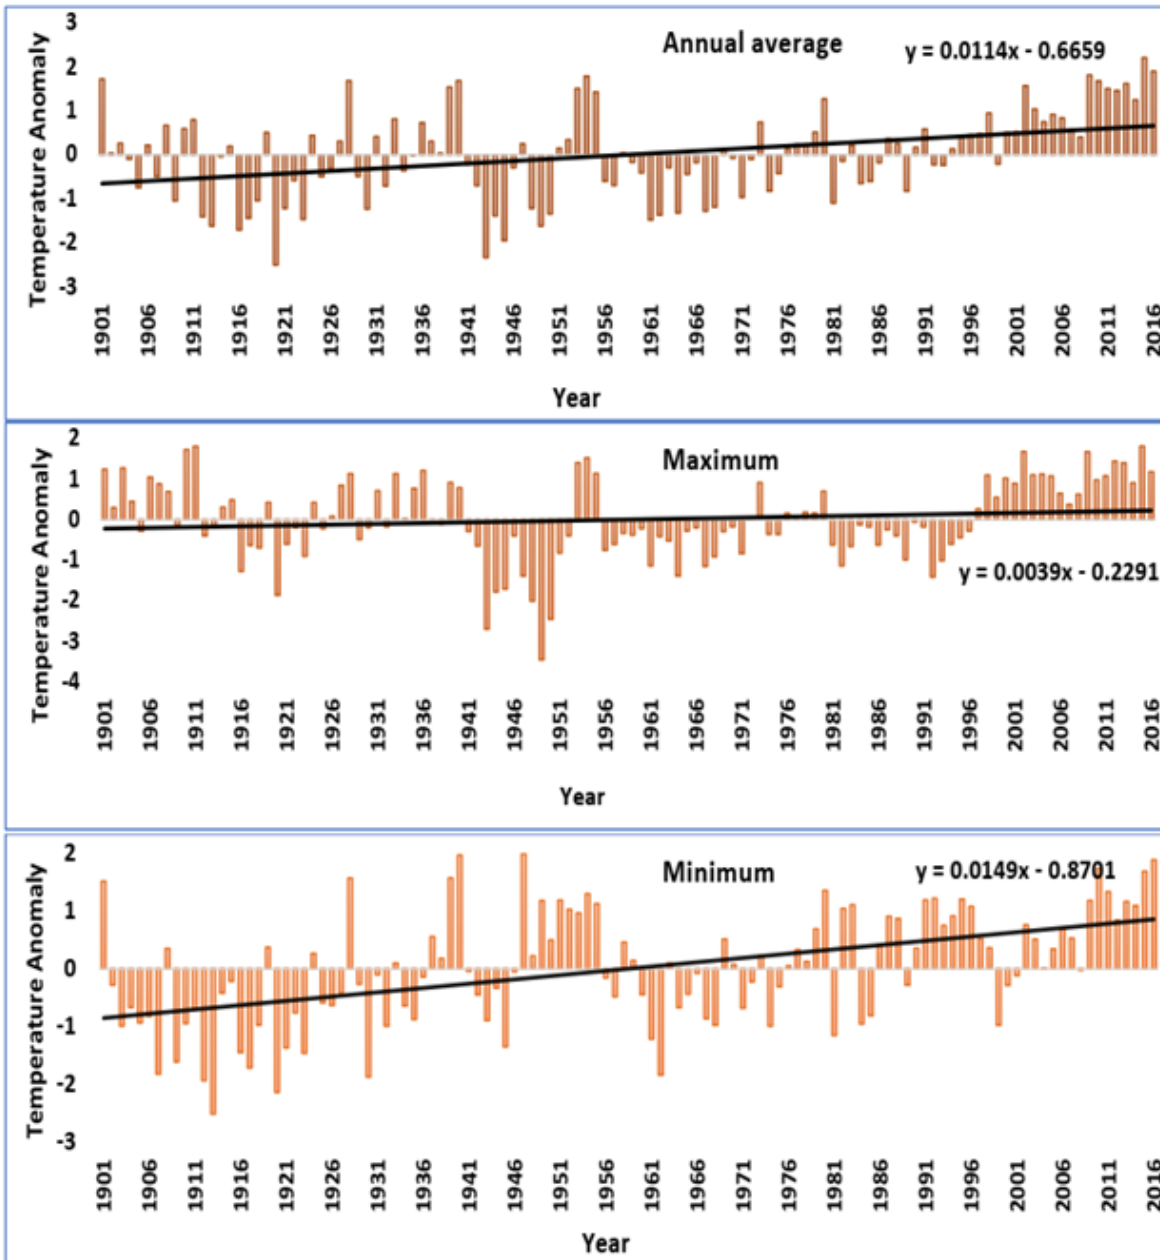 Annual average
y = 0.0114x - 0.6659
Temperature Anomaly
3
2
1
0
-1
-2
-3
1901 1906 1911 1916 1921 1926 1931 1936 1941 1946 1951 1956 1961 1966 1971 1976 1981 1986 1991 1996 2001 2006 2011 2016
Year
Maximum
y = 0.0039x - 0.2291
Temperature Anomaly
2
1
0
-1
-2
-3
-4
1901 1906 1911 1916 1921 1926 1931 1936 1941 1946 1951 1956 1961 1966 1971 1976 1981 1986 1991 1996 2001 2006 2011 2016
Year
Minimum
y = 0.0149x - 0.8701
Temperature Anomaly
2
1
0
-1
-2
-3
1901 1906 1911 1916 1921 1926 1931 1936 1941 1946 1951 1956 1961 1966 1971 1976 1981 1986 1991 1996 2001 2006 2011 2016
Year